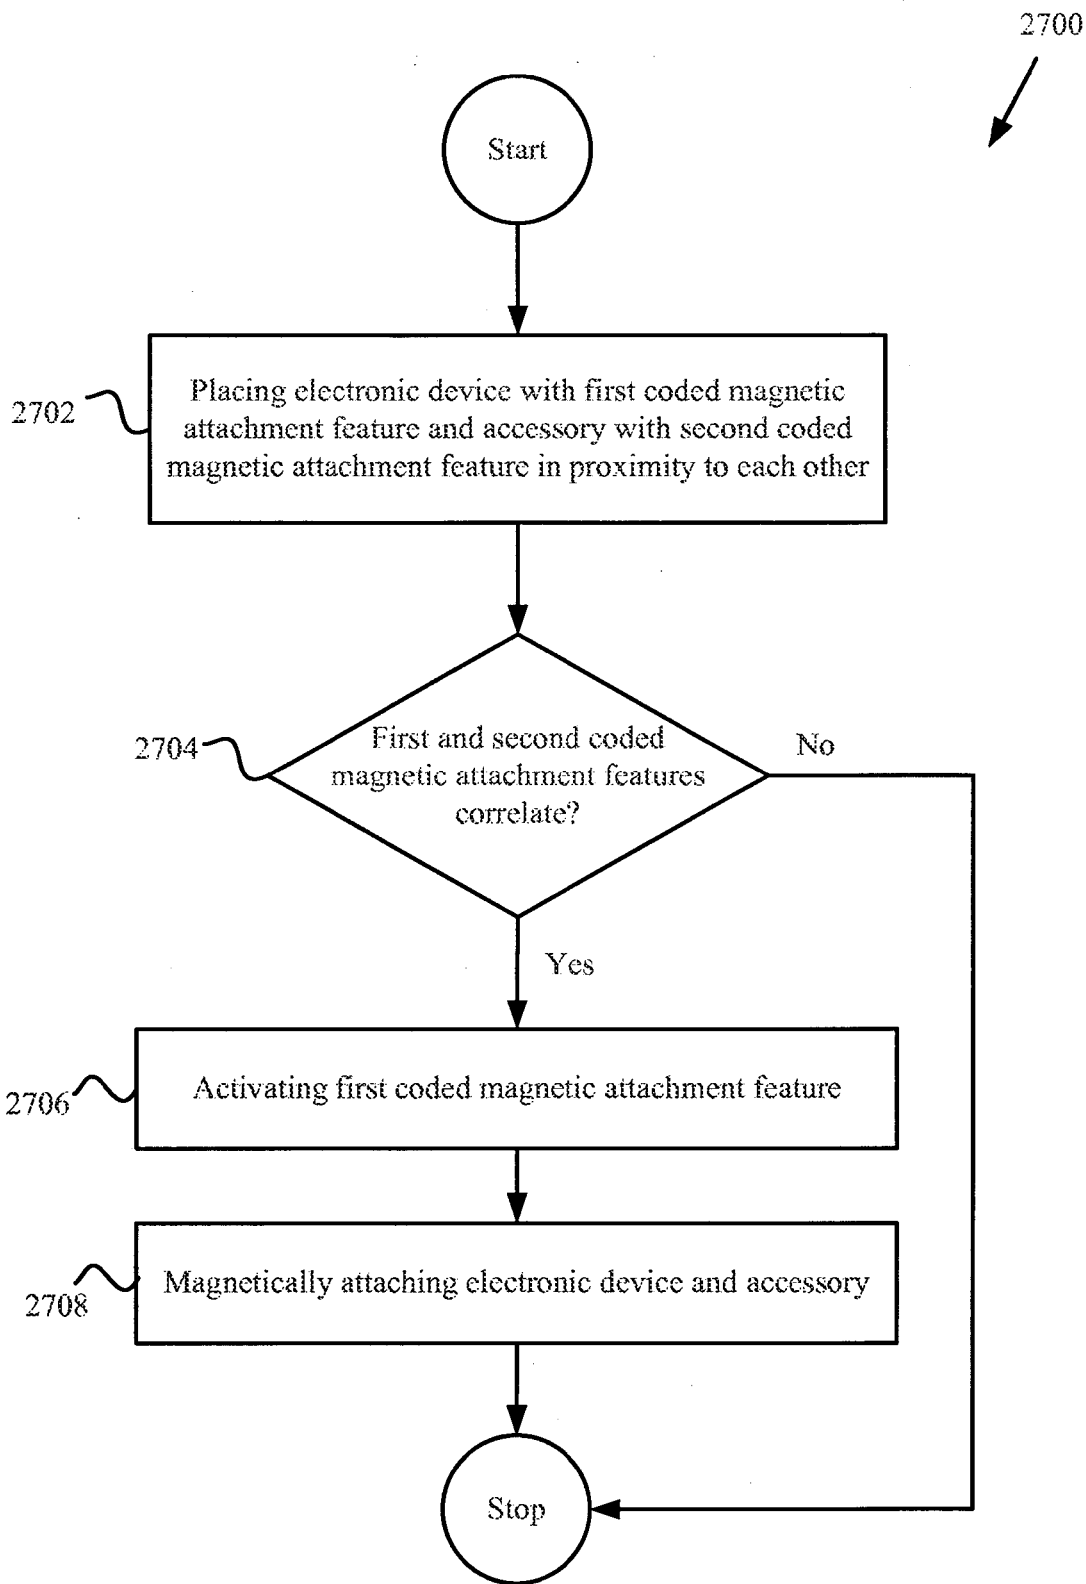 2700
Start
2702
Placing electronic device with first coded magnetic
attachment feature and accessory with second coded
magnetic attachment feature in proximity to each other
2704
First and second coded
magnetic attachment features
correlate?
No
Yes
2706
Activating first coded magnetic attachment feature
2708
Magnetically attaching electronic device and accessory
Stop